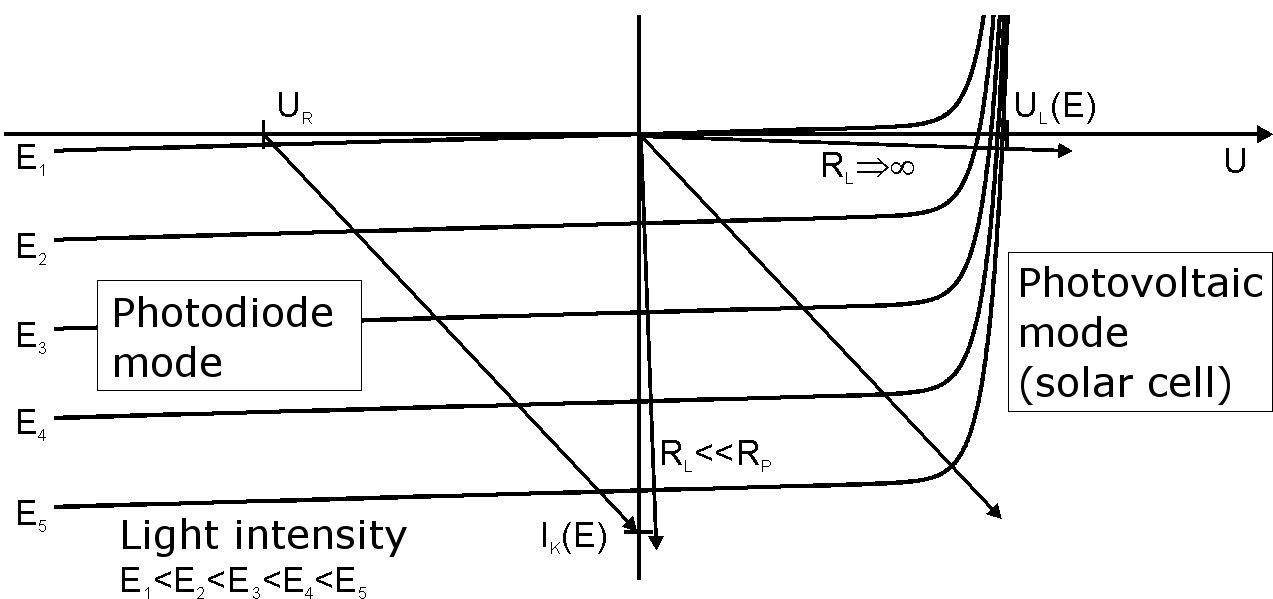 U_R
U_L(E)
E_1
R_L⇒∞
U
E_2
Photovoltaic
mode
(solar cell)
Photodiode
mode
E_3
E_4
R_L<<R_P
E_5
Light intensity
I_K(E)
E_1<E_2<E_3<E_4<E_5